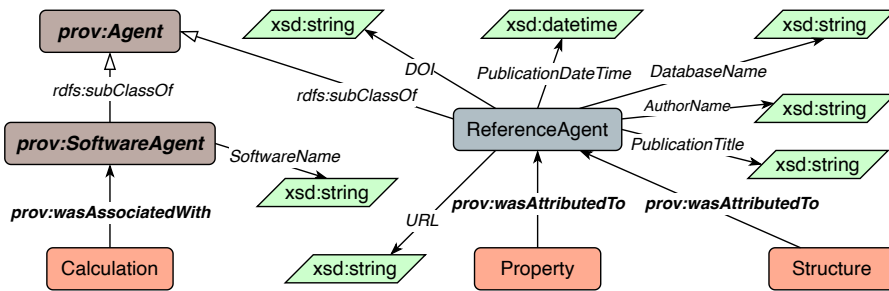 prov:Agent
xsd:string
xsd:datetime
xsd:string
DOI
PublicationDateTime
DatabaseName
rdfs:subClassOf
rdfs:subClassOf
AuthorName
xsd:string
prov:SoftwareAgent
ReferenceAgent
SoftwareName
PublicationTitle
xsd:string
xsd:string
prov:wasAssociatedWith
URL
prov:wasAttributedTo
prov:wasAttributedTo
Calculation
xsd:string
Property
Structure